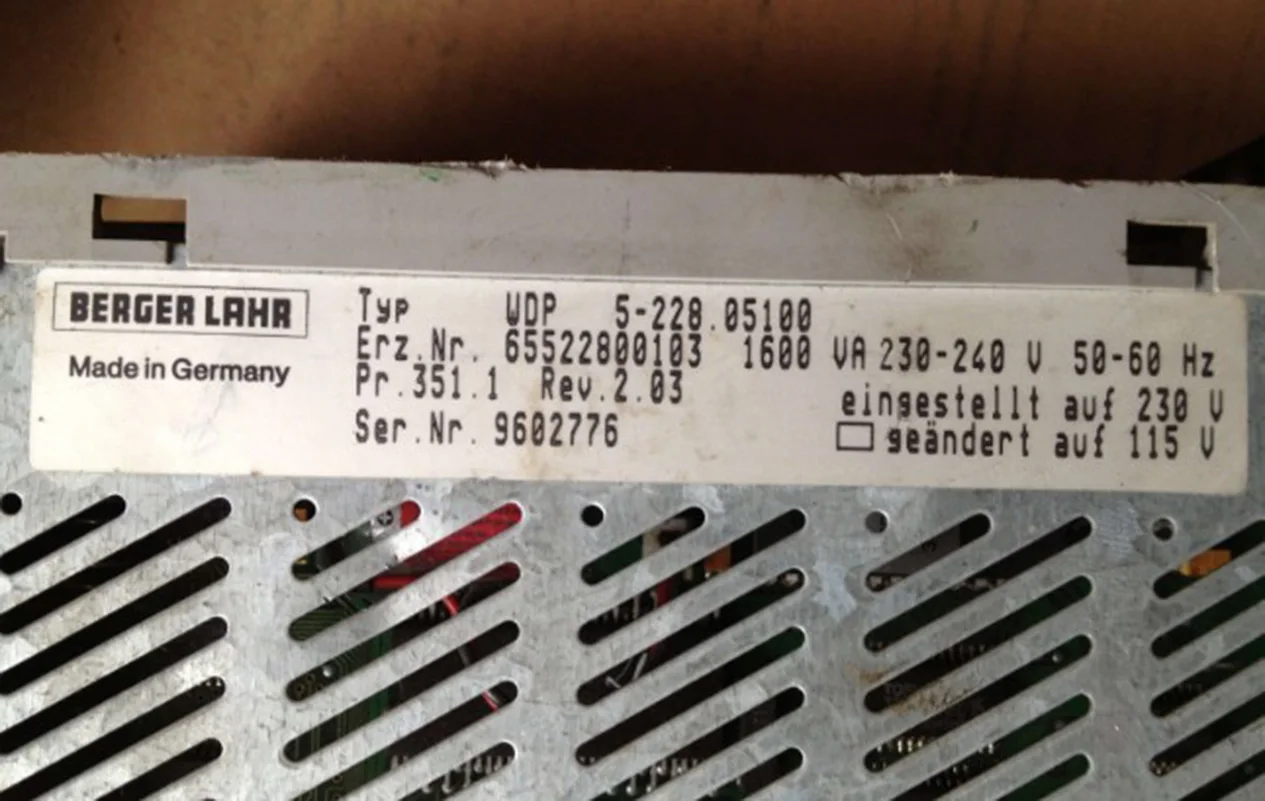 BERGER LAHR
Made in Germany
Typ WDP 5-228.05100
Erz.Nr. 65522800103 1600 VA 230-240 V 50-60 Hz
Pr.351.1 Rev.2.03
eingestellt auf 230 V
Ser.Nr. 9602776
geändert auf 115 V